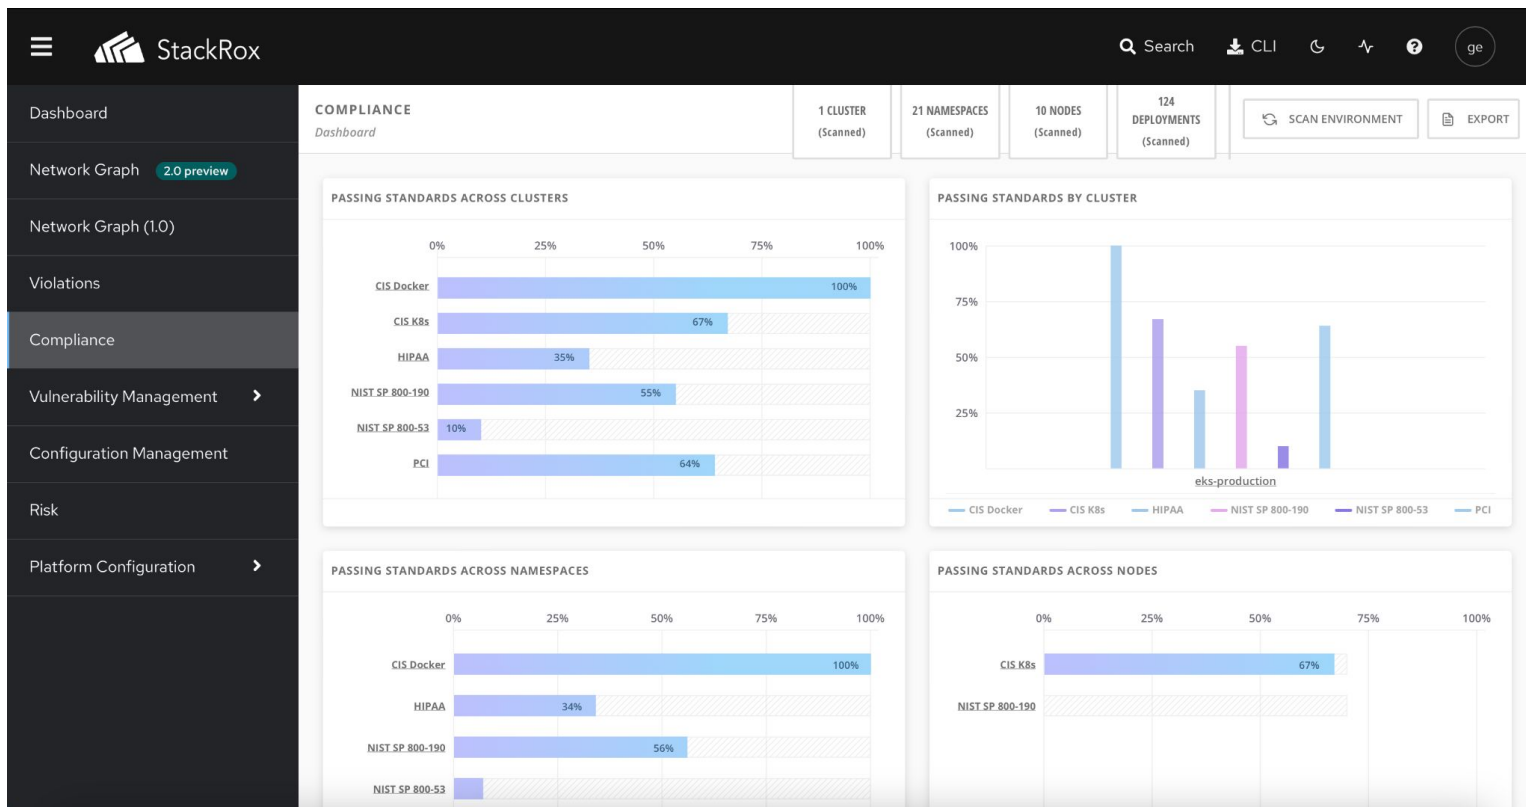 StackRox
Search
CLI
ge
Dashboard
Network Graph 2.0 preview
Network Graph (1.0)
Violations
Compliance
Vulnerability Management
Configuration Management
Risk
Platform Configuration
COMPLIANCE
Dashboard
1 CLUSTER
(Scanned)
21 NAMESPACES
(Scanned)
10 NODES
(Scanned)
124
DEPLOYMENTS
(Scanned)
SCAN ENVIRONMENT
EXPORT
PASSING STANDARDS ACROSS CLUSTERS
0% 25% 50% 75% 100%
CIS Docker 100%
CIS K8s 67%
HIPAA 35%
NIST SP 800-190 55%
NIST SP 800-53 10%
PCI 64%
PASSING STANDARDS BY CLUSTER
100%
75%
50%
25%
eks-production
CIS Docker CIS K8s HIPAA NIST SP 800-190 NIST SP 800-53 PCI
PASSING STANDARDS ACROSS NAMESPACES
0% 25% 50% 75% 100%
CIS Docker 100%
HIPAA 34%
NIST SP 800-190 56%
NIST SP 800-53
PASSING STANDARDS ACROSS NODES
0% 25% 50% 75% 100%
CIS K8s 67%
NIST SP 800-190